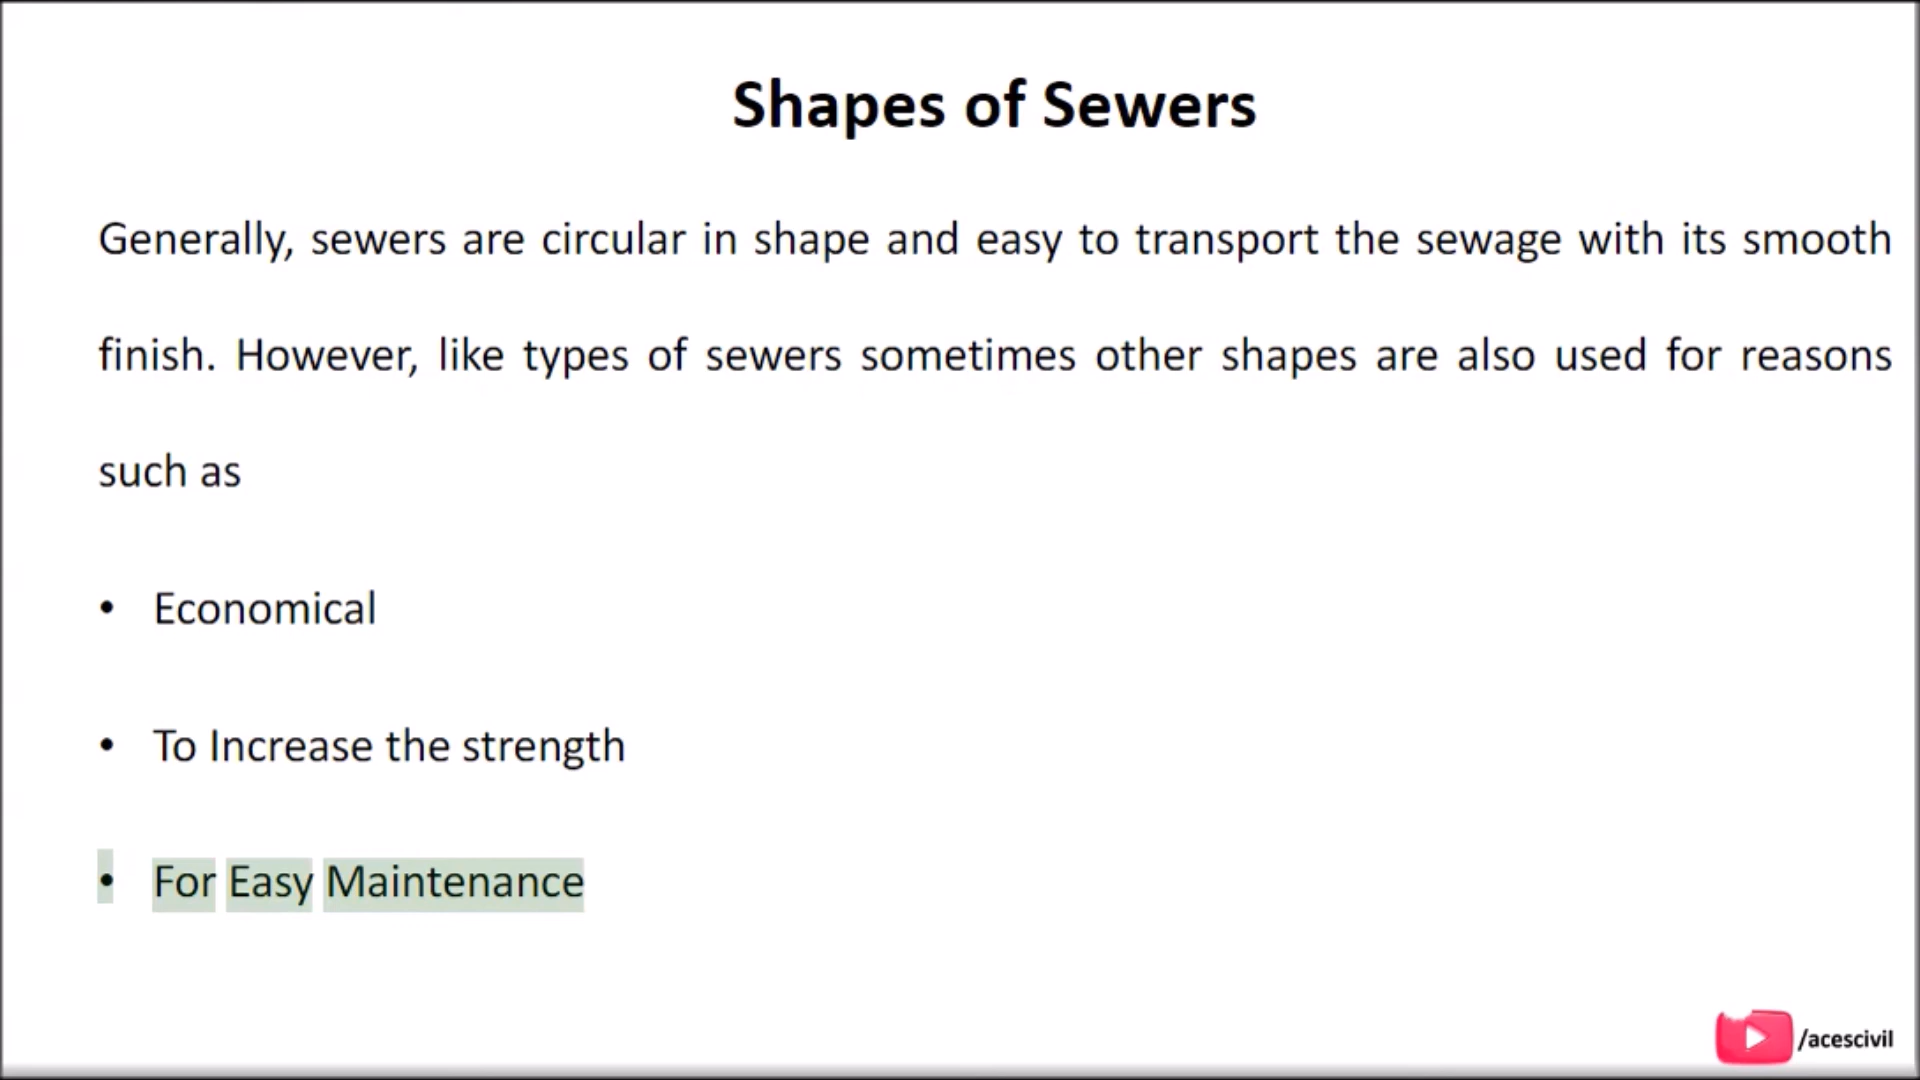 Shapes of Sewers
Generally, sewers are circular in shape and easy to transport the sewage with its smooth
finish. However, like types of sewers sometimes other shapes are also used for reasons
such as
• Economical
• To Increase the strength
• For Easy Maintenance
/acescivil